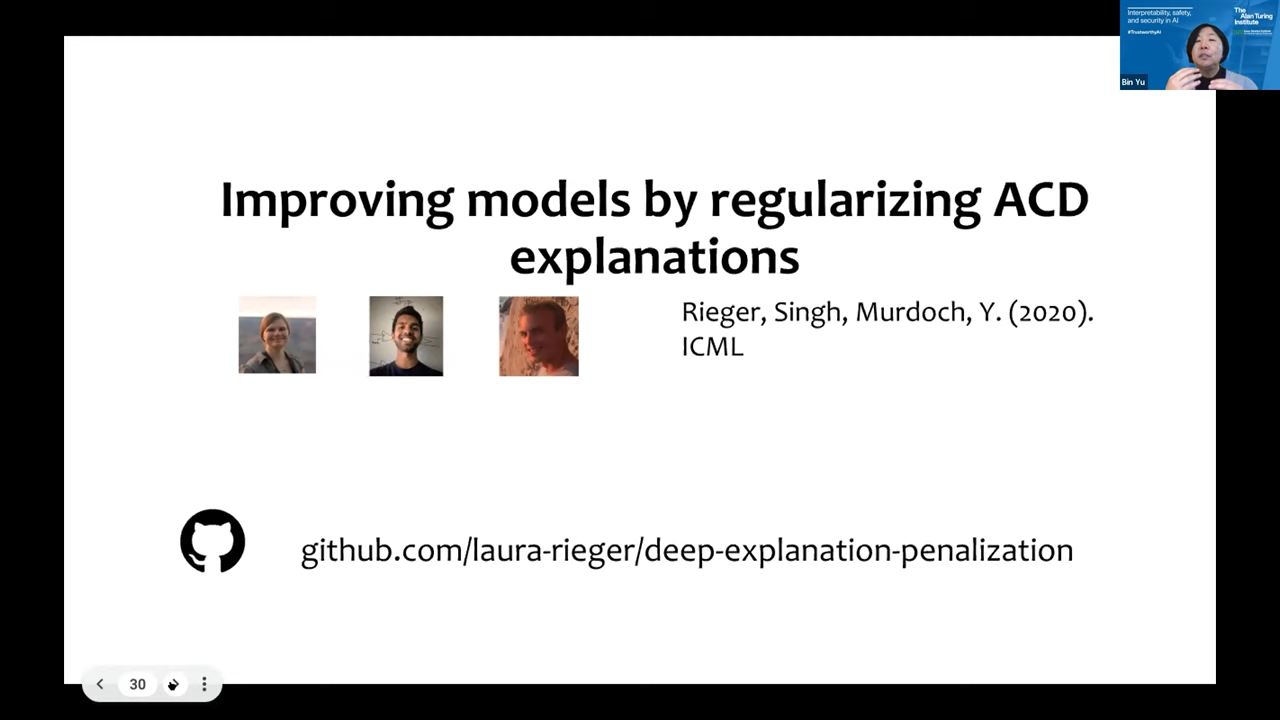 Interpretability, safety,
and security in AI
#TrustworthyAI
The
Alan Turing
Institute
Bin Yu
Improving models by regularizing ACD
explanations
Rieger, Singh, Murdoch, Y. (2020).
ICML
github.com/laura-rieger/deep-explanation-penalization
30